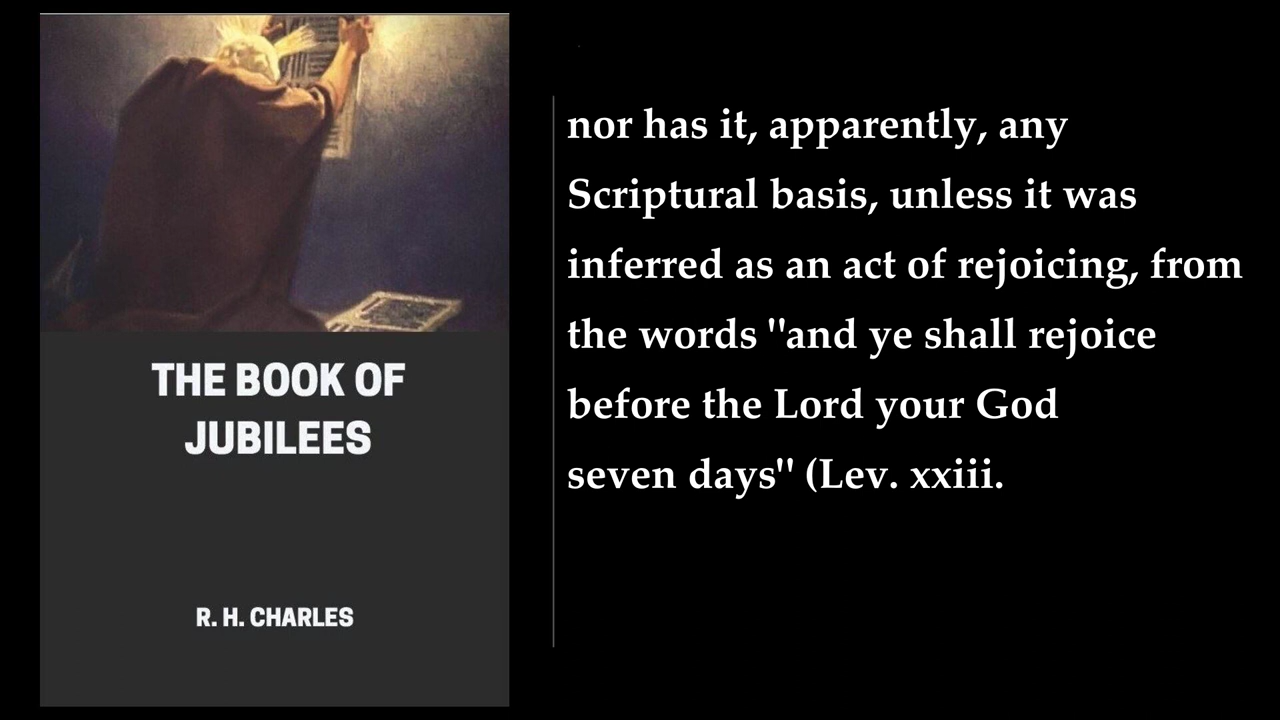 THE BOOK OF
JUBILEES
R. H. CHARLES
nor has it, apparently, any
Scriptural basis, unless it was
inferred as an act of rejoicing, from
the words "and ye shall rejoice
before the Lord your God
seven days" (Lev. xxiii.